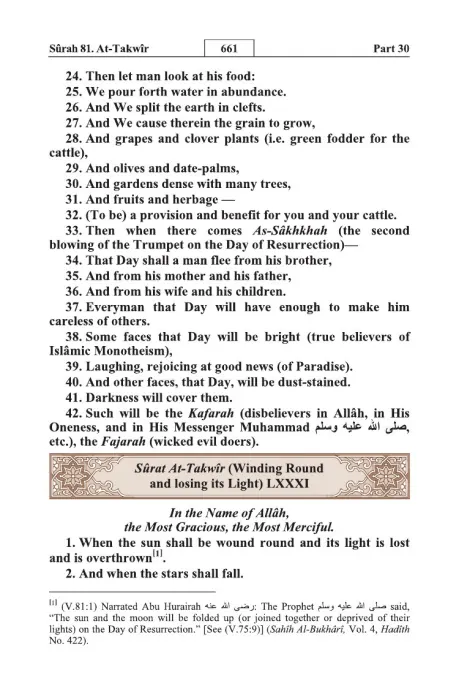 Sûrah 81. At-Takwîr 661 Part 30
24. Then let man look at his food:
25. We pour forth water in abundance.
26. And We split the earth in clefts.
27. And We cause therein the grain to grow,
28. And grapes and clover plants (i.e. green fodder for the
cattle),
29. And olives and date-palms,
30. And gardens dense with many trees,
31. And fruits and herbage —
32. (To be) a provision and benefit for you and your cattle.
33. Then when there comes As-Sâkhkhah (the second
blowing of the Trumpet on the Day of Resurrection)—
34. That Day shall a man flee from his brother,
35. And from his mother and his father,
36. And from his wife and his children.
37. Everyman that Day will have enough to make him
careless of others.
38. Some faces that Day will be bright (true believers of
Islâmic Monotheism),
39. Laughing, rejoicing at good news (of Paradise).
40. And other faces, that Day, will be dust-stained.
41. Darkness will cover them.
42. Such will be the Kafarah (disbelievers in Allâh, in His
Oneness, and in His Messenger Muhammad صلى الله عليه وسلم,
etc.), the Fajarah (wicked evil doers).
Sûrat At-Takwîr (Winding Round
and losing its Light) LXXXI
In the Name of Allâh,
the Most Gracious, the Most Merciful.
1. When the sun shall be wound round and its light is lost
and is overthrown[1].
2. And when the stars shall fall.
[1] (V.81:1) Narrated Abu Hurairah رضى الله عنه: The Prophet صلى الله عليه وسلم said,
“The sun and the moon will be folded up (or joined together or deprived of their
lights) on the Day of Resurrection.” [See (V.75:9)] (Sahîh Al-Bukhârî, Vol. 4, Hadîth
No. 422).